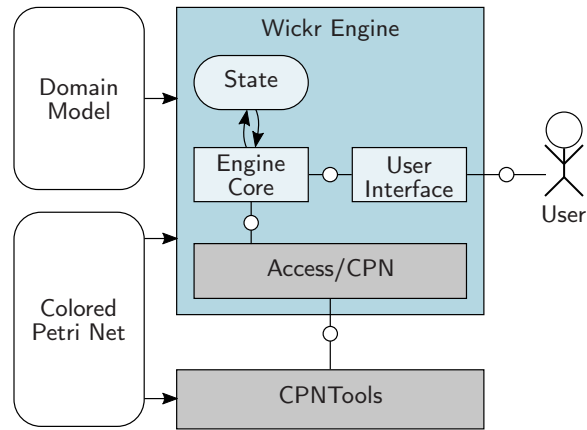 Wickr Engine
Domain
Model
State
Engine
Core
User
Interface
User
Access/CPN
Colored
Petri Net
CPNTools